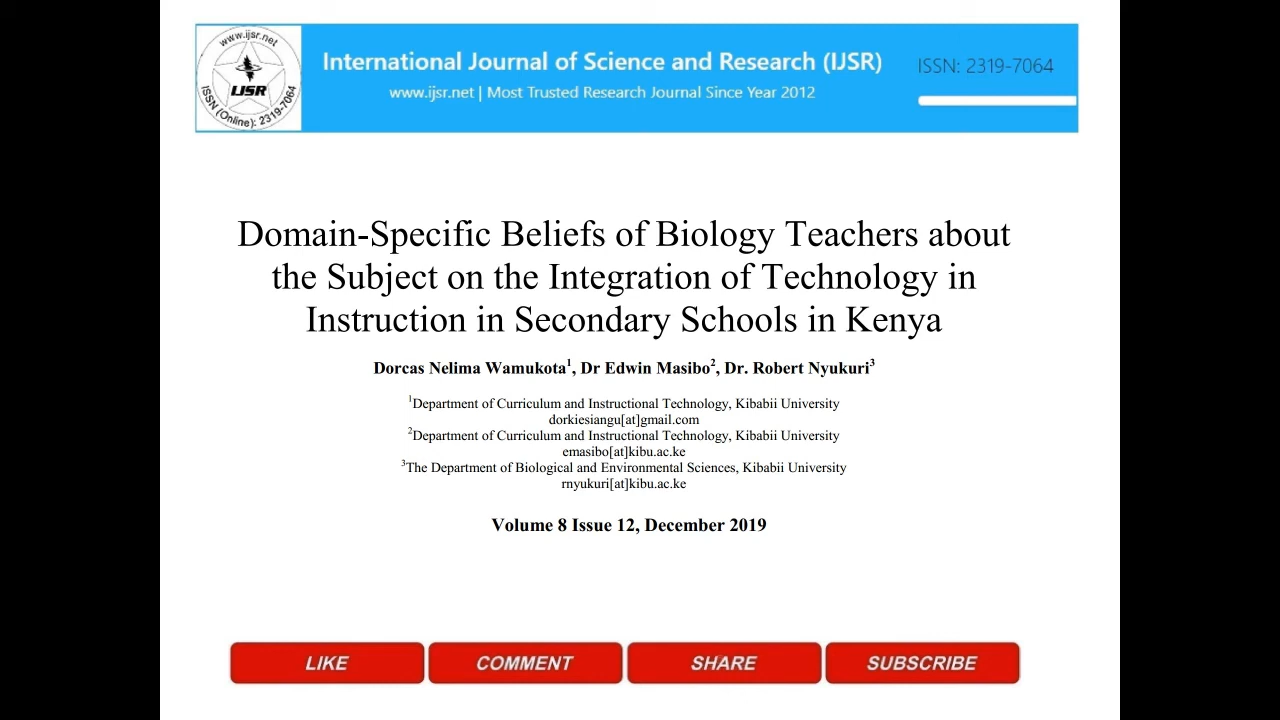 www.ijsr.net
IJSR
ISSN (Online): 2319-7064
International Journal of Science and Research (IJSR)
ISSN: 2319-7064
www.ijsr.net | Most Trusted Research Journal Since Year 2012
Domain-Specific Beliefs of Biology Teachers about
the Subject on the Integration of Technology in
Instruction in Secondary Schools in Kenya
Dorcas Nelima Wamukota1, Dr Edwin Masibo2, Dr. Robert Nyukuri3
1Department of Curriculum and Instructional Technology, Kibabii University
dorkiesiangu[at]gmail.com
2Department of Curriculum and Instructional Technology, Kibabii University
emasibo[at]kibu.ac.ke
3The Department of Biological and Environmental Sciences, Kibabii University
rnyukuri[at]kibu.ac.ke
Volume 8 Issue 12, December 2019
LIKE
COMMENT
SHARE
SUBSCRIBE